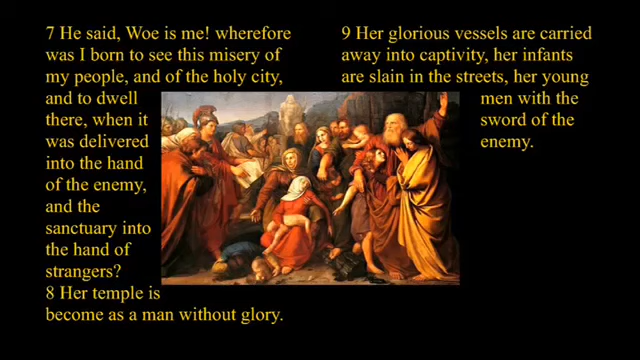 7 He said, Woe is me! wherefore
was I born to see this misery of
my people, and of the holy city,
and to dwell
there, when it
was delivered
into the hand
of the enemy,
and the
sanctuary into
the hand of
strangers?
8 Her temple is
become as a man without glory.
9 Her glorious vessels are carried
away into captivity, her infants
are slain in the streets, her young
men with the
sword of the
enemy.